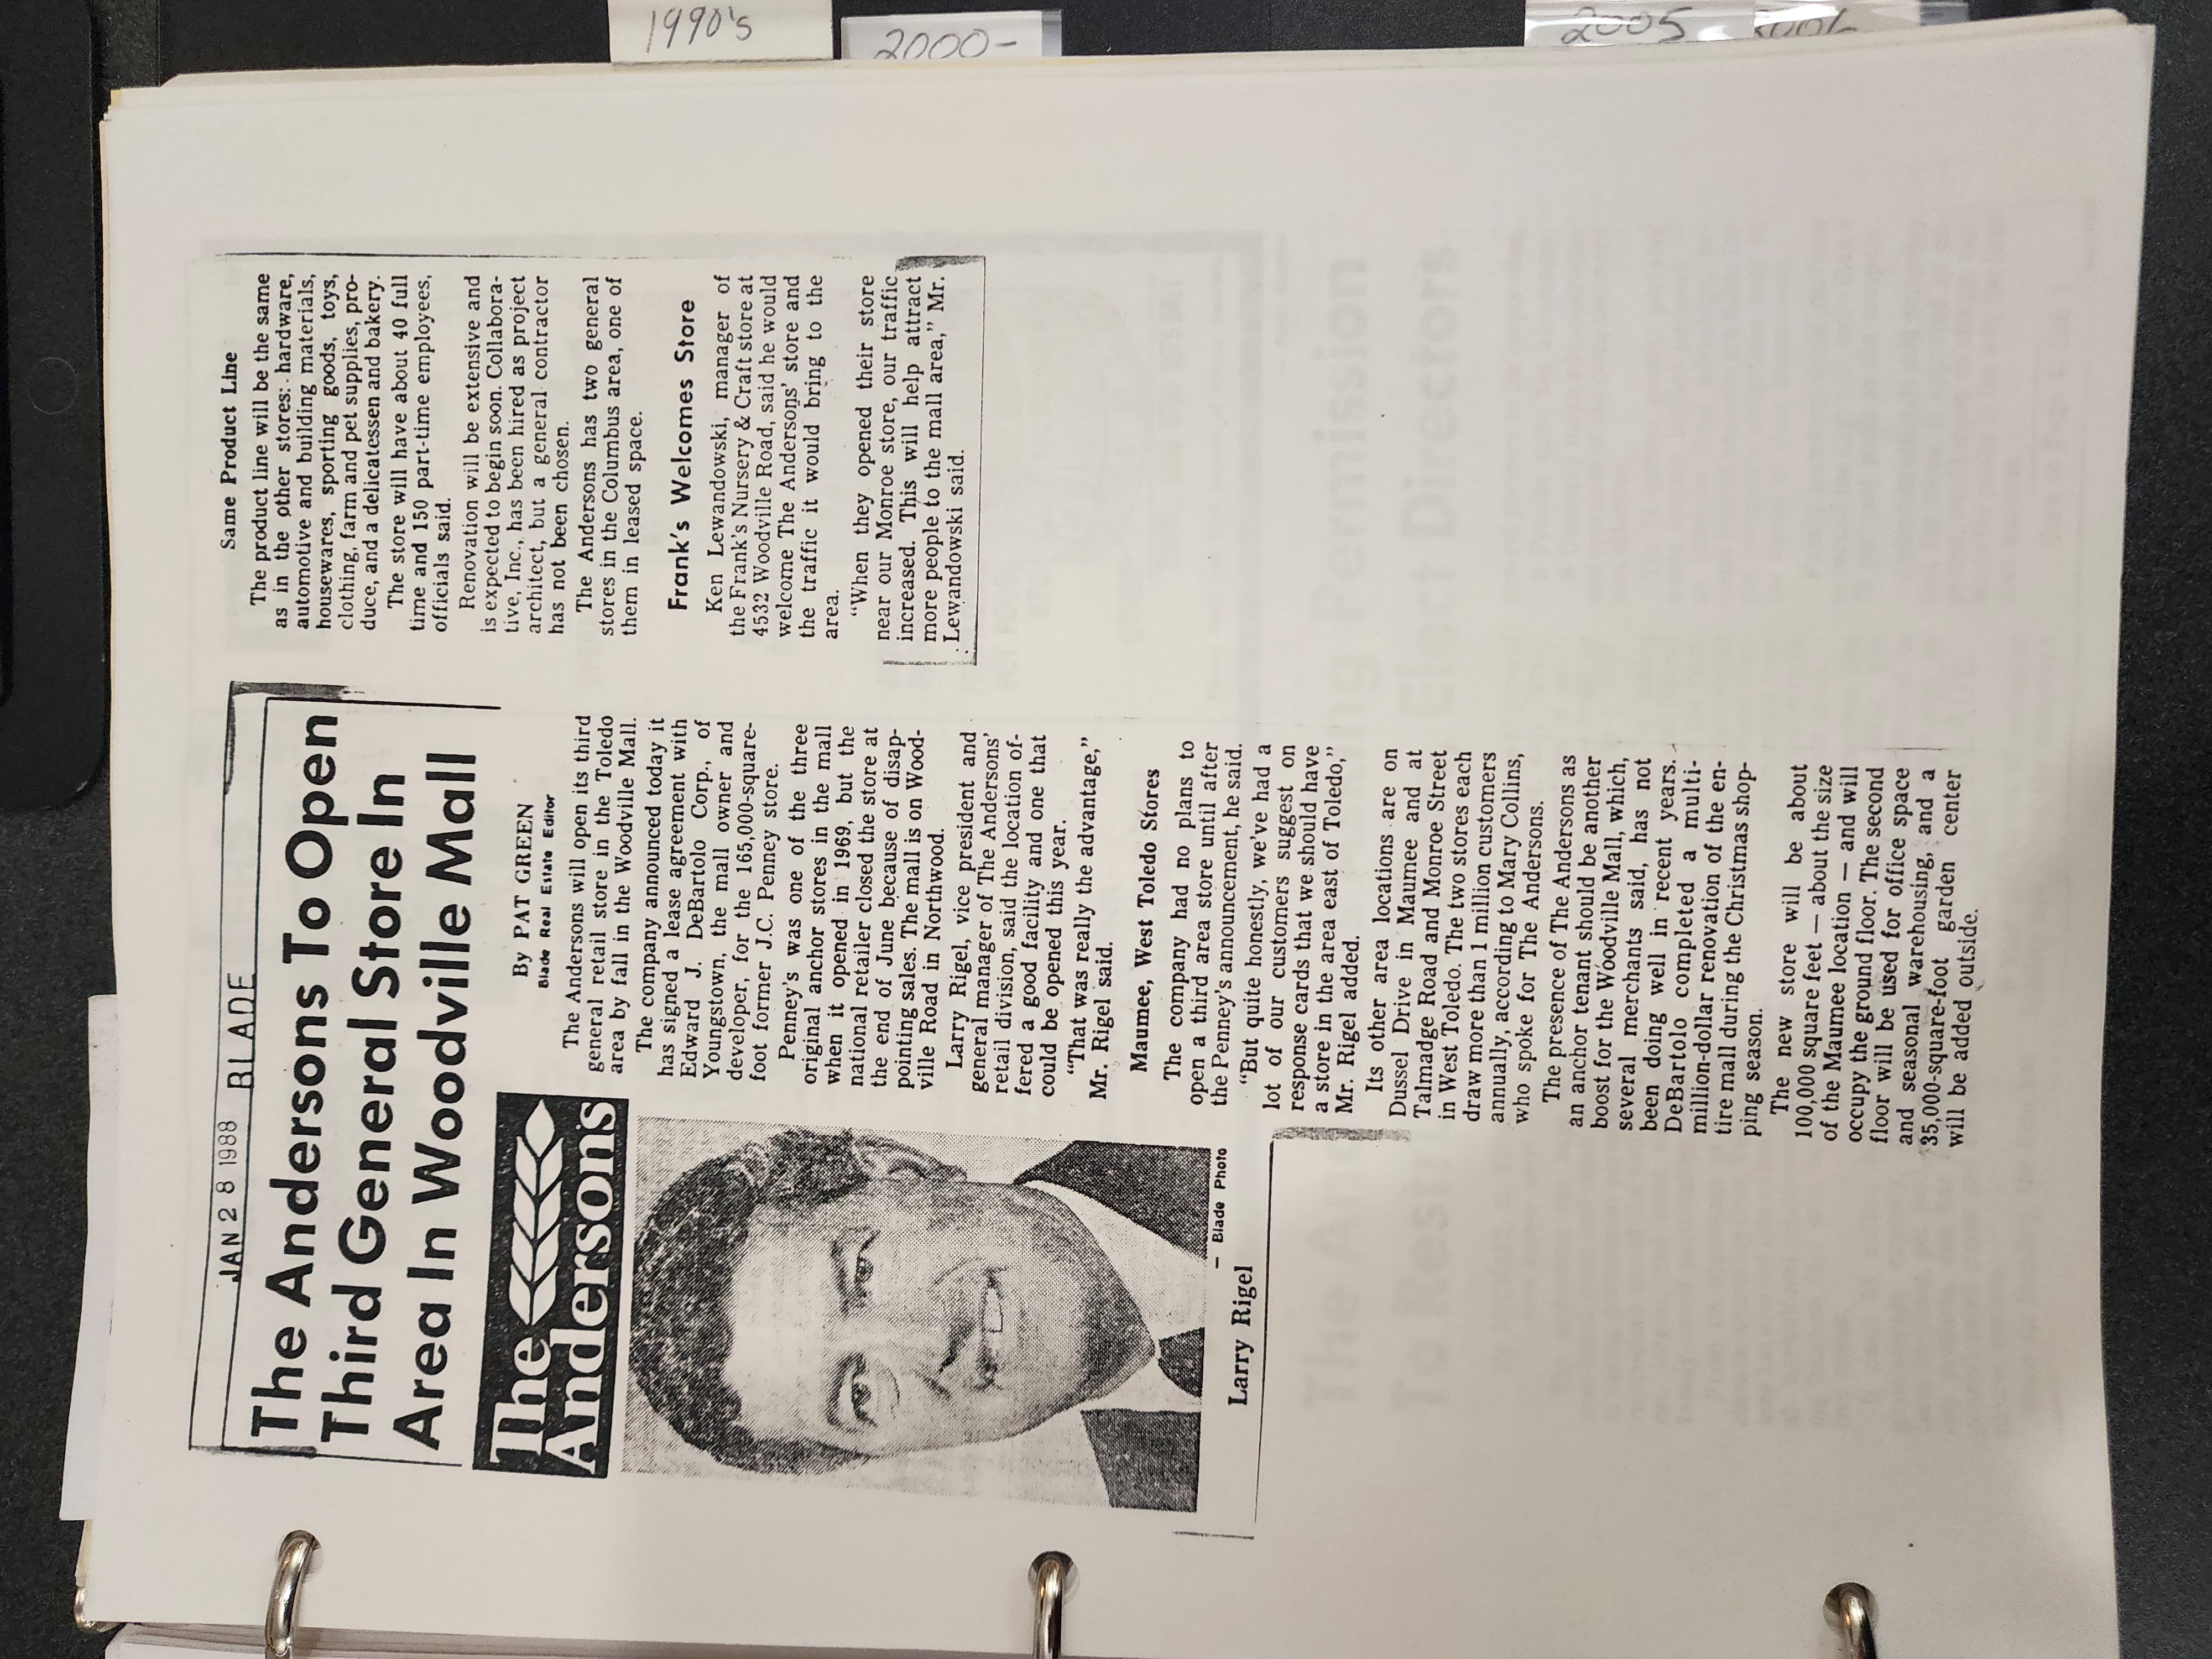 1990's
2000-
2005
JAN 28 1988 BLADE
The Andersons To Open
Third General Store In
Area In Woodville Mall
The
Andersons
— Blade Photo
Larry Rigel
By PAT GREEN
Blade Real Estate Editor
The Andersons will open its third
general retail store in the Toledo
area by fall in the Woodville Mall.
The company announced today it
has signed a lease agreement with
Edward J. DeBartolo Corp., of
Youngstown, the mall owner and
developer, for the 165,000-square-
foot former J.C. Penney store.
Penney's was one of the three
original anchor stores in the mall
when it opened in 1969, but the
national retailer closed the store at
the end of June because of disap-
pointing sales. The mall is on Wood-
ville Road in Northwood.
Larry Rigel, vice president and
general manager of The Andersons'
retail division, said the location of-
fered a good facility and one that
could be opened this year.
"That was really the advantage,"
Mr. Rigel said.
Maumee, West Toledo Stores
The company had no plans to
open a third area store until after
the Penney's announcement, he said.
"But quite honestly, we've had a
lot of our customers suggest on
response cards that we should have
a store in the area east of Toledo,"
Mr. Rigel added.
Its other area locations are on
Dussel Drive in Maumee and at
Talmadge Road and Monroe Street
in West Toledo. The two stores each
draw more than 1 million customers
annually, according to Mary Collins,
who spoke for The Andersons.
The presence of The Andersons as
an anchor tenant should be another
boost for the Woodville Mall, which,
several merchants said, has not
been doing well in recent years.
DeBartolo completed a multi-
million-dollar renovation of the en-
tire mall during the Christmas shop-
ping season.
The new store will be about
100,000 square feet — about the size
of the Maumee location — and will
occupy the ground floor. The second
floor will be used for office space
and seasonal warehousing, and a
35,000-square-foot garden center
will be added outside.
Same Product Line
The product line will be the same
as in the other stores: hardware,
automotive and building materials,
housewares, sporting goods, toys,
clothing, farm and pet supplies, pro-
duce, and a delicatessen and bakery.
The store will have about 40 full
time and 150 part-time employees,
officials said.
Renovation will be extensive and
is expected to begin soon. Collabora-
tive, Inc., has been hired as project
architect, but a general contractor
has not been chosen.
The Andersons has two general
stores in the Columbus area, one of
them in leased space.
Frank's Welcomes Store
Ken Lewandowski, manager of
the Frank's Nursery & Craft store at
4532 Woodville Road, said he would
welcome The Andersons' store and
the traffic it would bring to the
area.
"When they opened their store
near our Monroe store, our traffic
increased. This will help attract
more people to the mall area," Mr.
Lewandowski said.